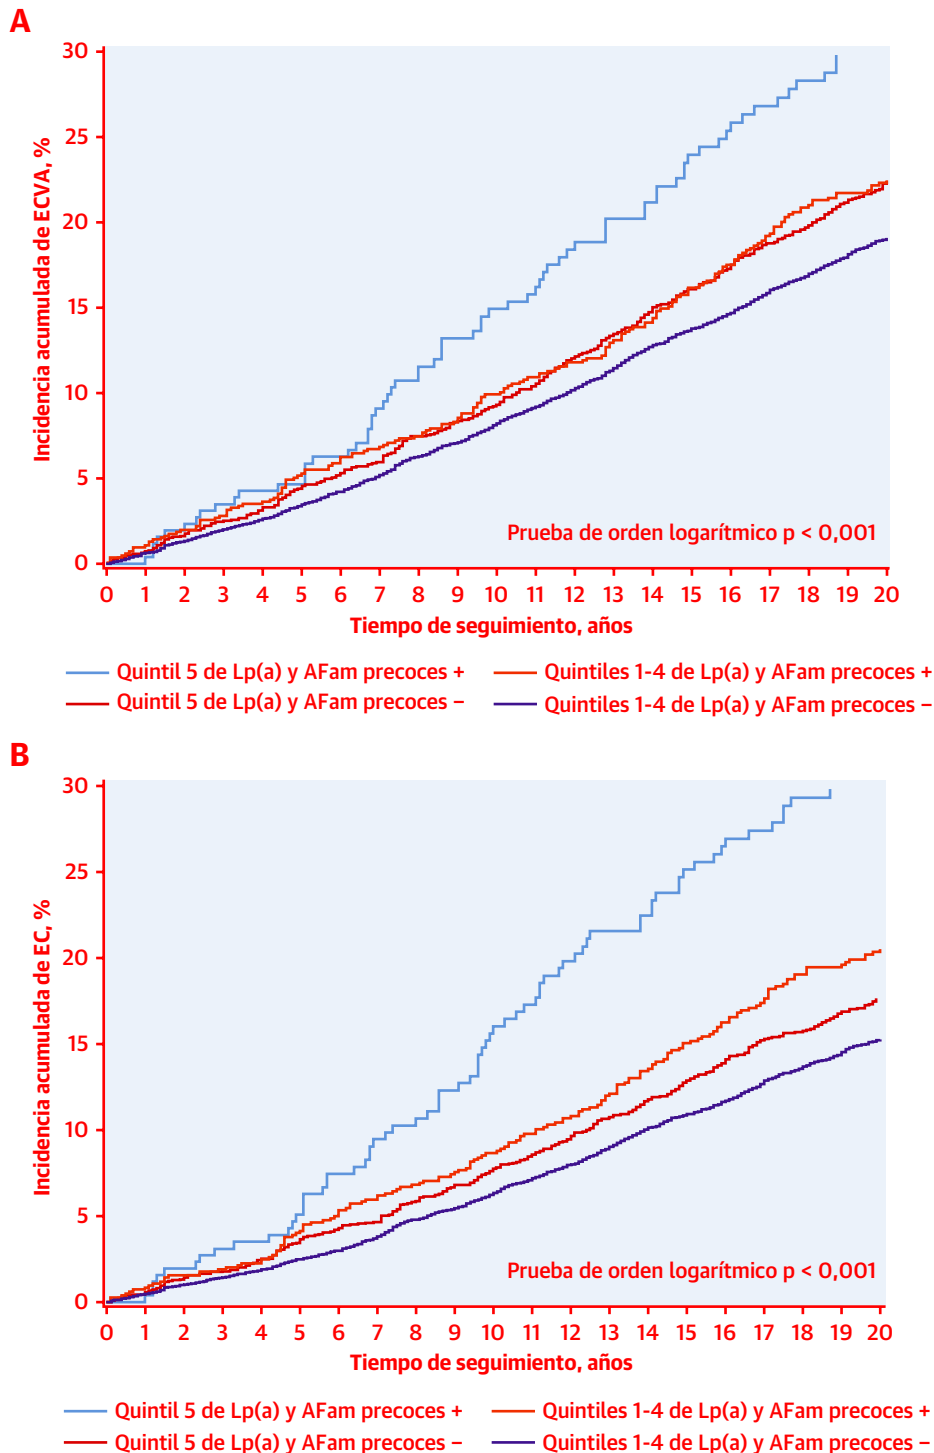 A
Incidencia acumulada de ECVA, %
30
25
20
15
10
5
0
Prueba de orden logarítmico p < 0,001
0 1 2 3 4 5 6 7 8 9 10 11 12 13 14 15 16 17 18 19 20
Tiempo de seguimiento, años
Quintil 5 de Lp(a) y AFam precoces +
Quintiles 1-4 de Lp(a) y AFam precoces +
Quintil 5 de Lp(a) y AFam precoces –
Quintiles 1-4 de Lp(a) y AFam precoces –
B
Incidencia acumulada de EC, %
30
25
20
15
10
5
0
Prueba de orden logarítmico p < 0,001
0 1 2 3 4 5 6 7 8 9 10 11 12 13 14 15 16 17 18 19 20
Tiempo de seguimiento, años
Quintil 5 de Lp(a) y AFam precoces +
Quintiles 1-4 de Lp(a) y AFam precoces +
Quintil 5 de Lp(a) y AFam precoces –
Quintiles 1-4 de Lp(a) y AFam precoces –